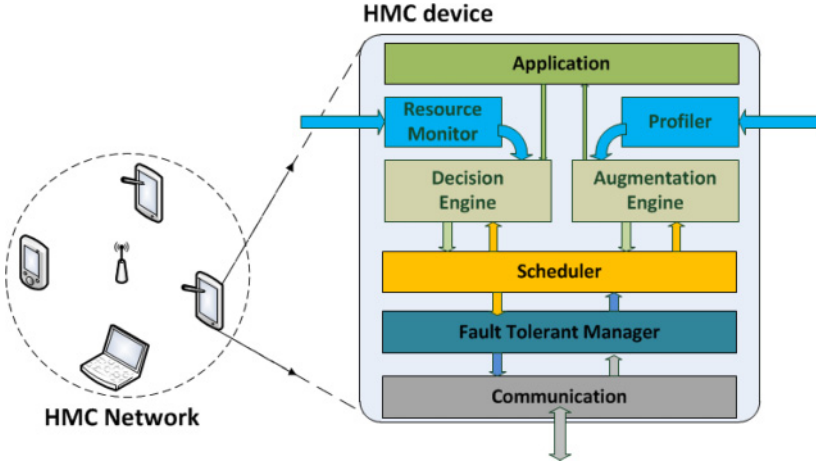 HMC device
Application
Resource
Monitor
Profiler
Decision
Engine
Augmentation
Engine
Scheduler
Fault Tolerant Manager
Communication
HMC Network